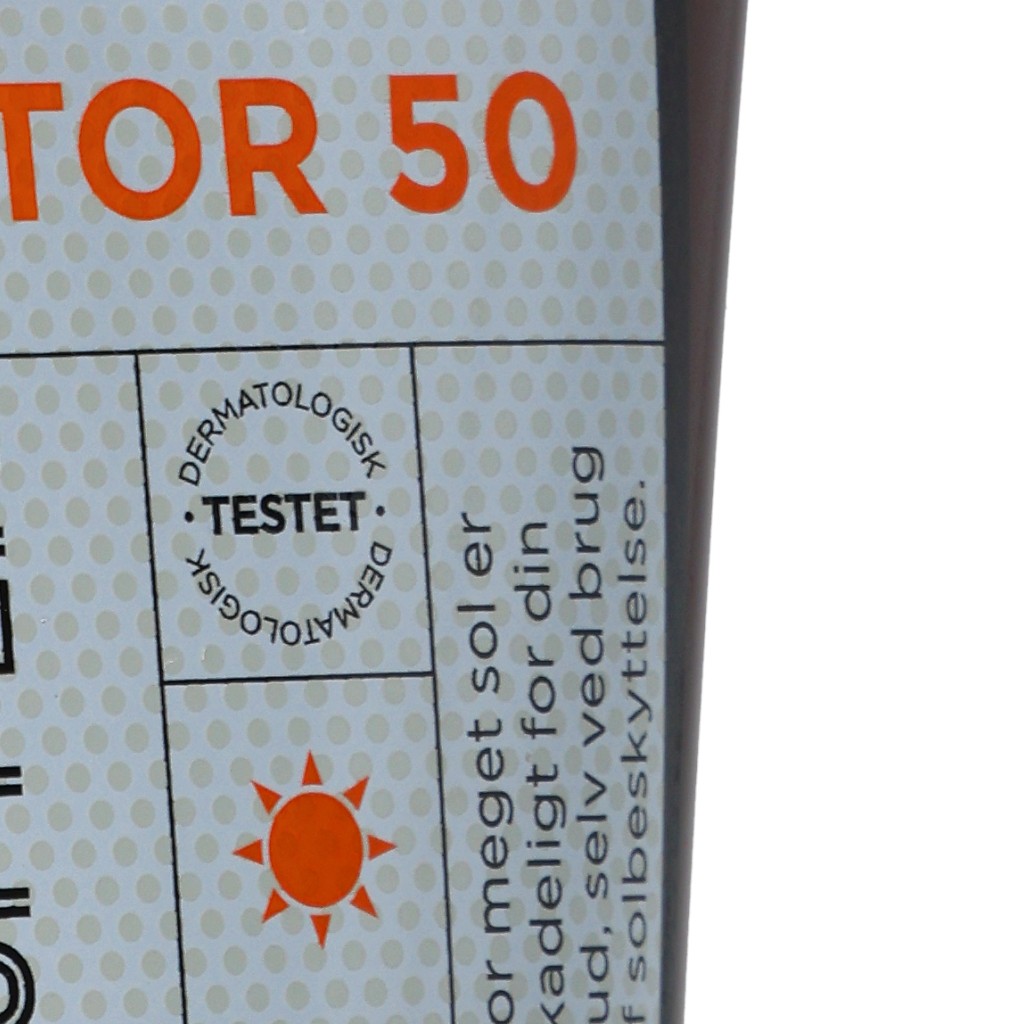 TOR 50
DERMATOLOGISK
· TESTET ·
DERMATOLOGISK
or meget sol er
kadeligt for din
ud, selv ved brug
f solbeskyttelse.